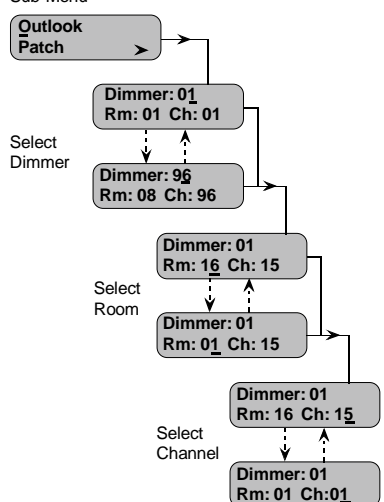 Outlook
Patch
Dimmer: 01
Rm: 01 Ch: 01
Select
Dimmer
Dimmer: 96
Rm: 08 Ch: 96
Dimmer: 01
Rm: 16 Ch: 15
Select
Room
Dimmer: 01
Rm: 01 Ch: 15
Dimmer: 01
Rm: 16 Ch: 15
Select
Channel
Dimmer: 01
Rm: 01 Ch:01